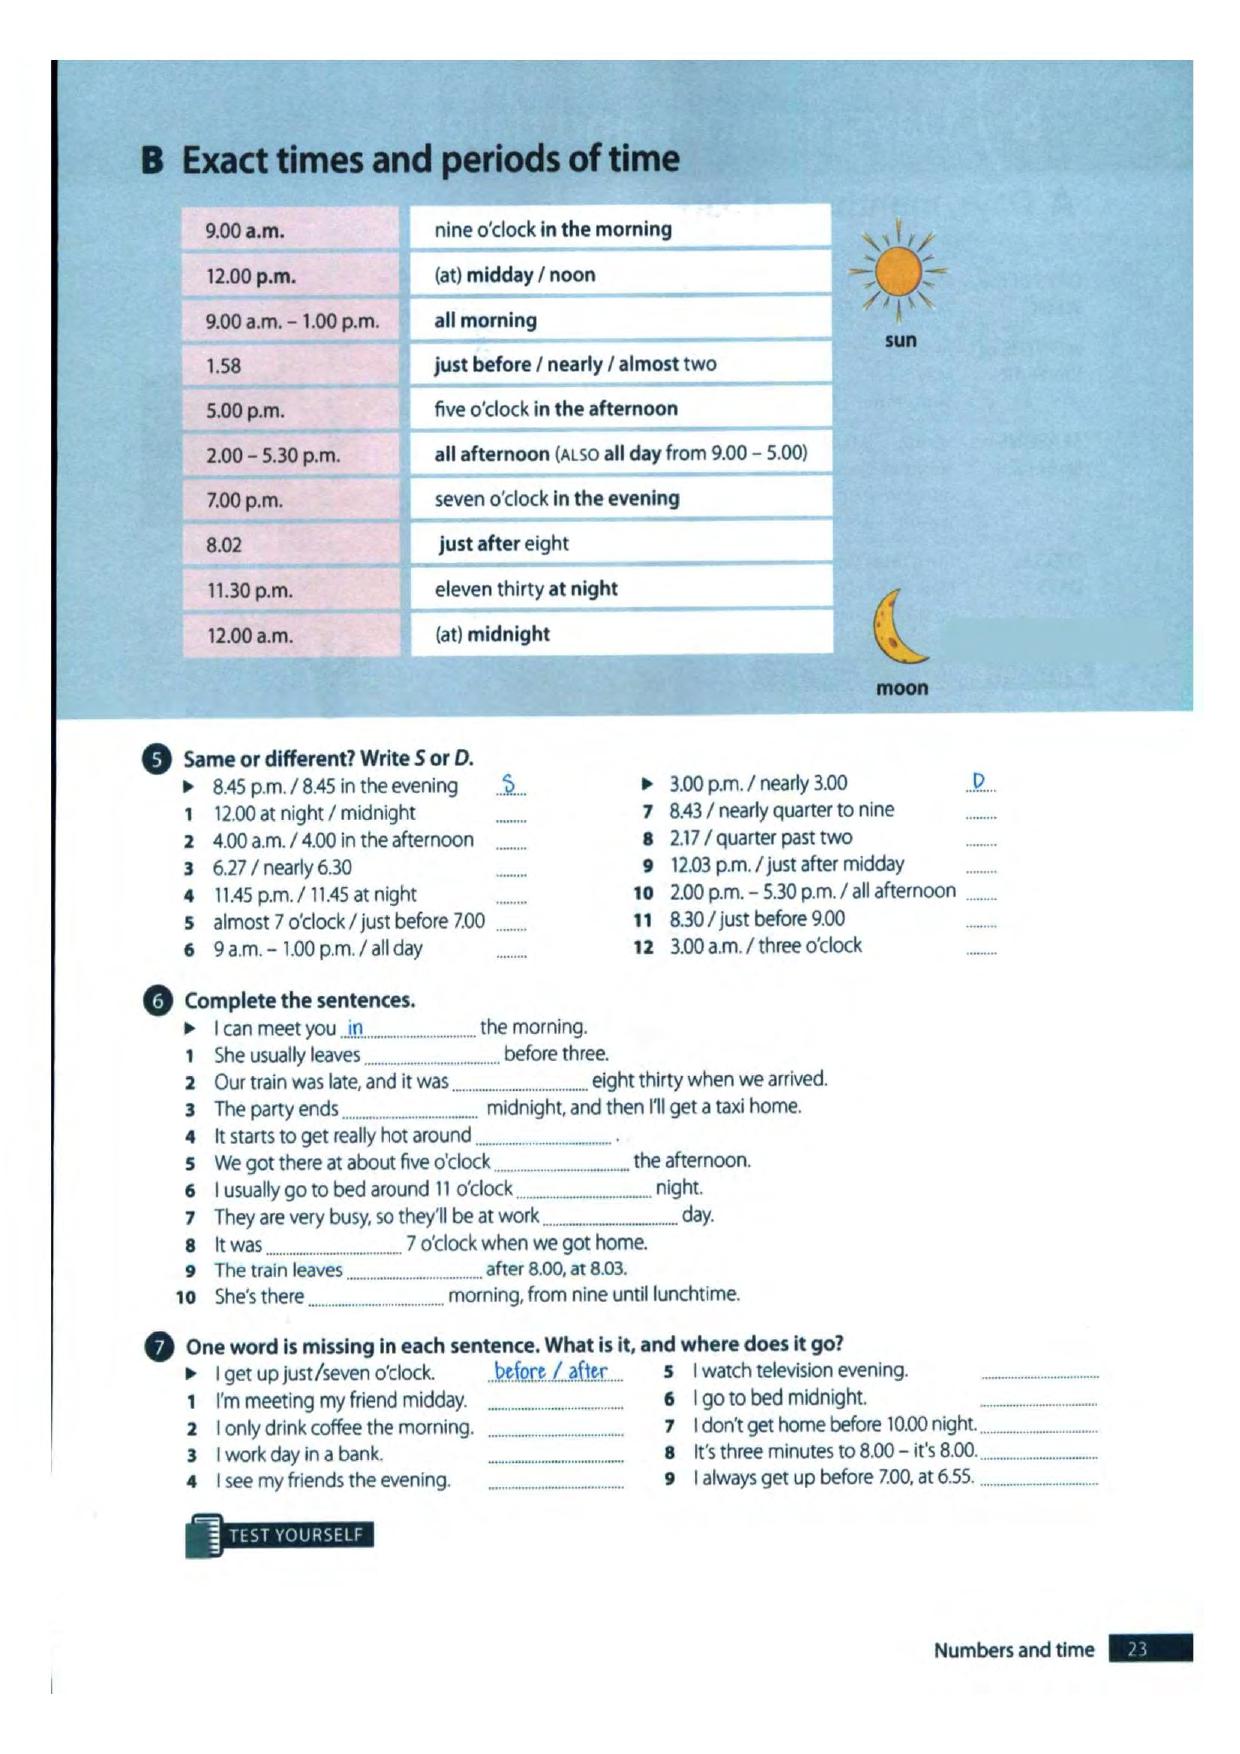 B Exact times and periods of time
9.00 a.m. nine o'clock in the morning
12.00 p.m. (at) midday / noon
9.00 a.m. – 1.00 p.m. all morning
sun
1.58 just before / nearly / almost two
5.00 p.m. five o'clock in the afternoon
2.00 – 5.30 p.m. all afternoon (ALSO all day from 9.00 – 5.00)
7.00 p.m. seven o'clock in the evening
8.02 just after eight
11.30 p.m. eleven thirty at night
12.00 a.m. (at) midnight
moon
5 Same or different? Write S or D.
▶ 8.45 p.m. / 8.45 in the evening S
1 12.00 at night / midnight
2 4.00 a.m. / 4.00 in the afternoon
3 6.27 / nearly 6.30
4 11.45 p.m. / 11.45 at night
5 almost 7 o'clock / just before 7.00
6 9 a.m. – 1.00 p.m. / all day
▶ 3.00 p.m. / nearly 3.00 D
7 8.43 / nearly quarter to nine
8 2.17 / quarter past two
9 12.03 p.m. / just after midday
10 2.00 p.m. – 5.30 p.m. / all afternoon
11 8.30 / just before 9.00
12 3.00 a.m. / three o'clock
6 Complete the sentences.
▶ I can meet you in the morning.
1 She usually leaves before three.
2 Our train was late, and it was eight thirty when we arrived.
3 The party ends midnight, and then I'll get a taxi home.
4 It starts to get really hot around .
5 We got there at about five o'clock the afternoon.
6 I usually go to bed around 11 o'clock night.
7 They are very busy, so they'll be at work day.
8 It was 7 o'clock when we got home.
9 The train leaves after 8.00, at 8.03.
10 She's there morning, from nine until lunchtime.
7 One word is missing in each sentence. What is it, and where does it go?
▶ I get up just/seven o'clock. before / after
1 I'm meeting my friend midday.
2 I only drink coffee the morning.
3 I work day in a bank.
4 I see my friends the evening.
5 I watch television evening.
6 I go to bed midnight.
7 I don't get home before 10.00 night.
8 It's three minutes to 8.00 – it's 8.00.
9 I always get up before 7.00, at 6.55.
TEST YOURSELF
Numbers and time 23